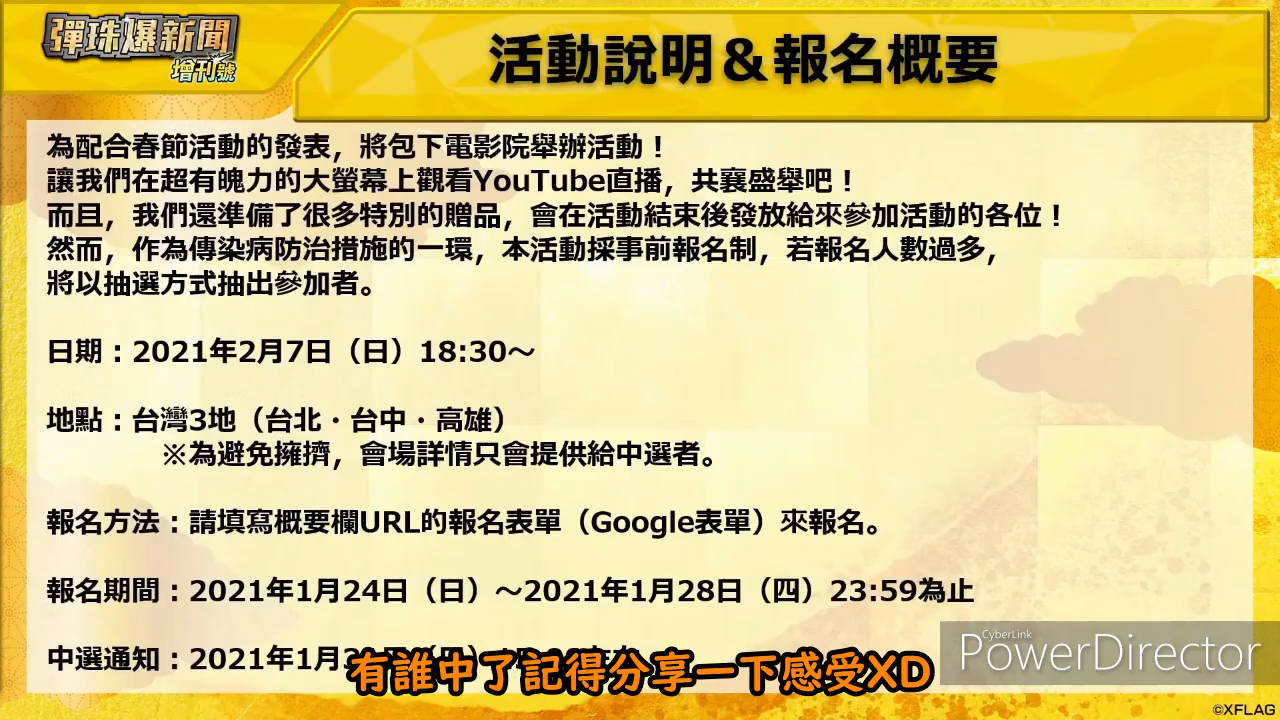 彈珠爆新聞
增刊號
活動說明＆報名概要
為配合春節活動的發表，將包下電影院舉辦活動！
讓我們在超有魄力的大螢幕上觀看YouTube直播，共襄盛舉吧！
而且，我們還準備了很多特別的贈品，會在活動結束後發放給來參加活動的各位！
然而，作為傳染病防治措施的一環，本活動採事前報名制，若報名人數過多，
將以抽選方式抽出參加者。
日期：2021年2月7日（日）18:30～
地點：台灣3地（台北・台中・高雄）
※為避免擁擠，會場詳情只會提供給中選者。
報名方法：請填寫概要欄URL的報名表單（Google表單）來報名。
報名期間：2021年1月24日（日）～2021年1月28日（四）23:59為止
中選通知：2021年1月
有誰中了記得分享一下感受XD
CyberLink
PowerDirector
©XFLAG